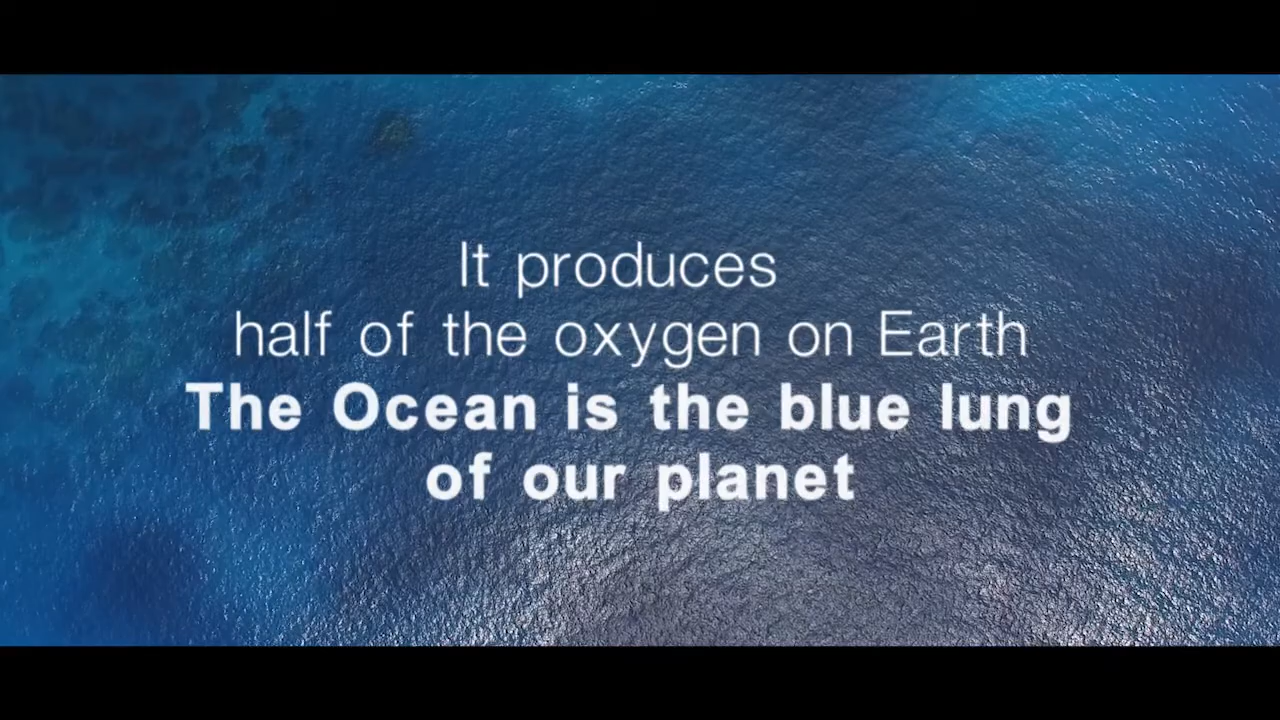 It produces
half of the oxygen on Earth
The Ocean is the blue lung
of our planet